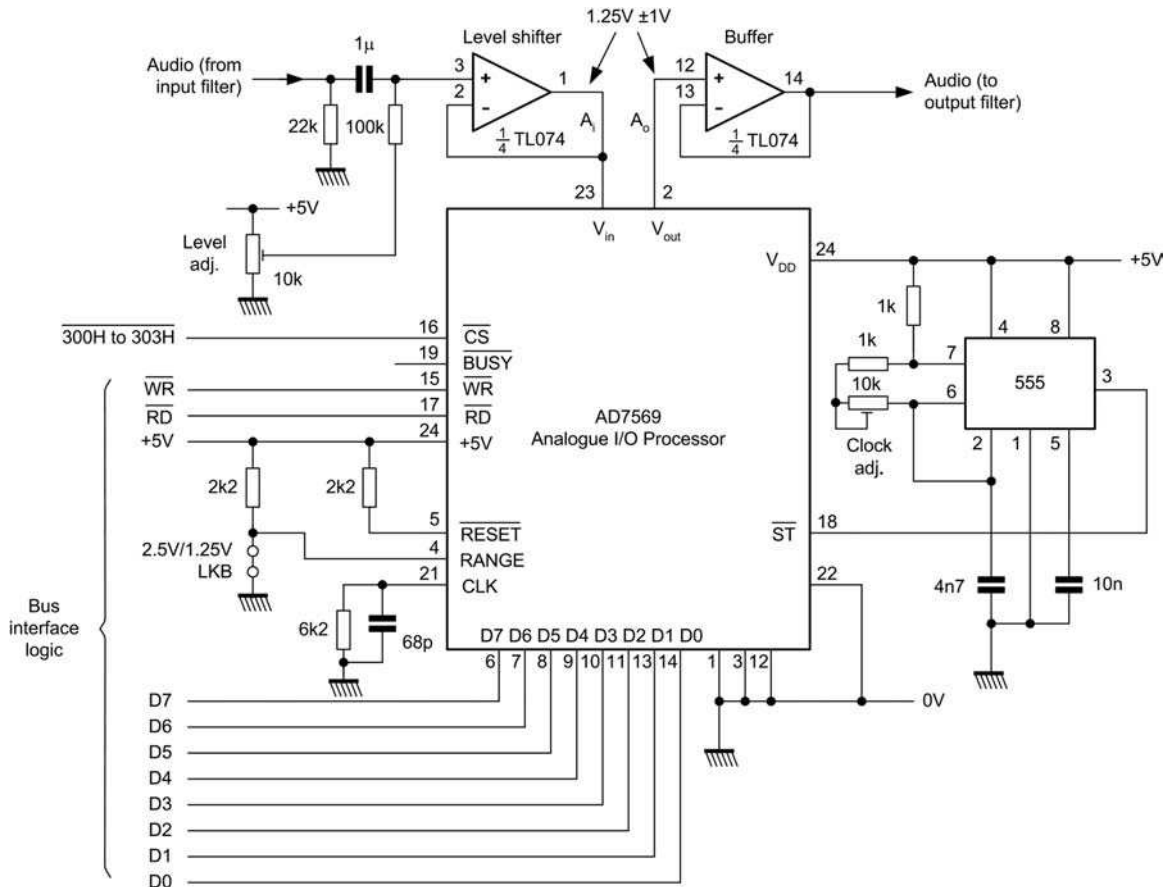 1.25V ±1V
Level shifter
Buffer
1μ
Audio (from
input filter)
3
+
1
2
−
12
+
14
13
−
Audio (to
output filter)
22k
100k
1/4 TL074
Ai
Ao
1/4 TL074
23
2
+5V
Vin
Vout
Level
adj.
10k
VDD
24
+5V
1k
4
8
300H to 303H
16
CS
19
BUSY
1k
7
WR
15
WR
10k
6
555
3
RD
17
RD
AD7569
Analogue I/O Processor
+5V
24
+5V
Clock
adj.
2
1
5
2k2
2k2
5
RESET
ST
18
2.5V/1.25V
LKB
4
RANGE
21
CLK
22
4n7
10n
Bus
interface
logic
6k2
68p
D7 D6 D5 D4 D3 D2 D1 D0
6 7 8 9 10 11 13 14
1 3 12
D7
0V
D6
D5
D4
D3
D2
D1
D0